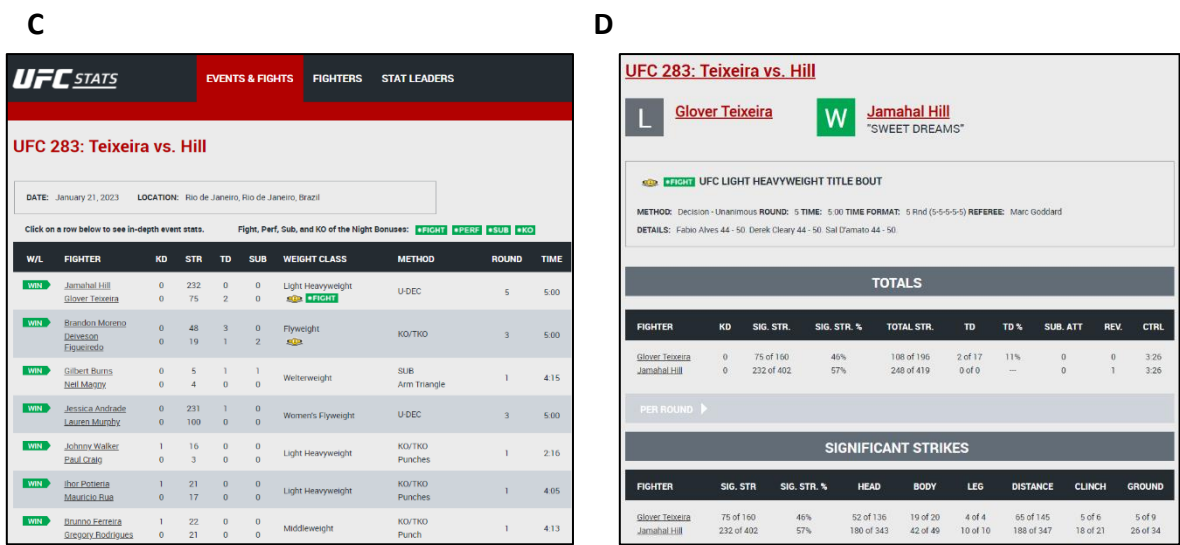 C
D
UFC STATS
EVENTS & FIGHTS FIGHTERS STAT LEADERS
UFC 283: Teixeira vs. Hill
DATE: January 21, 2023 LOCATION: Rio de Janeiro, Rio de Janeiro, Brazil
Click on a row below to see in-depth event stats. Fight, Perf, Sub, and KO of the Night Bonuses: FIGHT PERF SUB KO
W/L FIGHTER KD STR TD SUB WEIGHT CLASS METHOD ROUND TIME
WIN Jamahal Hill 0 232 0 0 Light Heavyweight U-DEC 5 5:00
Glover Teixeira 0 75 2 0 FIGHT
WIN Brandon Moreno 0 48 3 0 Flyweight KO/TKO 3 5:00
Deiveson Figueiredo 0 19 1 2
WIN Gilbert Burns 0 5 1 1 Welterweight SUB 1 4:15
Neil Magny 0 4 0 0 Arm Triangle
WIN Jessica Andrade 0 231 1 0 Women's Flyweight U-DEC 3 5:00
Lauren Murphy 0 100 0 0
WIN Johnny Walker 1 16 0 0 Light Heavyweight KO/TKO 1 2:16
Paul Craig 0 3 0 0 Punches
WIN Ihor Potieria 1 21 0 0 Light Heavyweight KO/TKO 1 4:05
Mauricio Rua 0 17 0 0 Punches
WIN Brunno Ferreira 1 22 0 0 Middleweight KO/TKO 1 4:13
Gregory Rodrigues 0 21 0 0 Punch
UFC 283: Teixeira vs. Hill
L Glover Teixeira W Jamahal Hill
"SWEET DREAMS"
FIGHT UFC LIGHT HEAVYWEIGHT TITLE BOUT
METHOD: Decision - Unanimous ROUND: 5 TIME: 5:00 TIME FORMAT: 5 Rnd (5-5-5-5-5) REFEREE: Marc Goddard
DETAILS: Fabio Alves 44 - 50. Derek Cleary 44 - 50. Sal D'amato 44 - 50.
TOTALS
FIGHTER KD SIG. STR. SIG. STR. % TOTAL STR. TD TD % SUB. ATT REV. CTRL
Glover Teixeira 0 75 of 160 46% 108 of 196 2 of 17 11% 0 0 3:26
Jamahal Hill 0 232 of 402 57% 248 of 419 0 of 0 --- 0 1 3:26
PER ROUND
SIGNIFICANT STRIKES
FIGHTER SIG. STR SIG. STR. % HEAD BODY LEG DISTANCE CLINCH GROUND
Glover Teixeira 75 of 160 46% 52 of 136 19 of 20 4 of 4 65 of 145 5 of 6 5 of 9
Jamahal Hill 232 of 402 57% 180 of 343 42 of 49 10 of 10 188 of 347 18 of 21 26 of 34